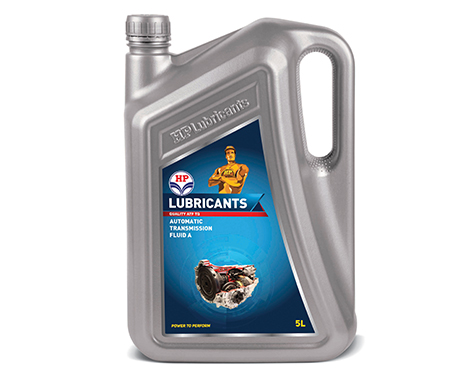 HP Lubricants
HP
LUBRICANTS
QUALITY ATF TQ
AUTOMATIC
TRANSMISSION
FLUID A
POWER TO PERFORM
5L